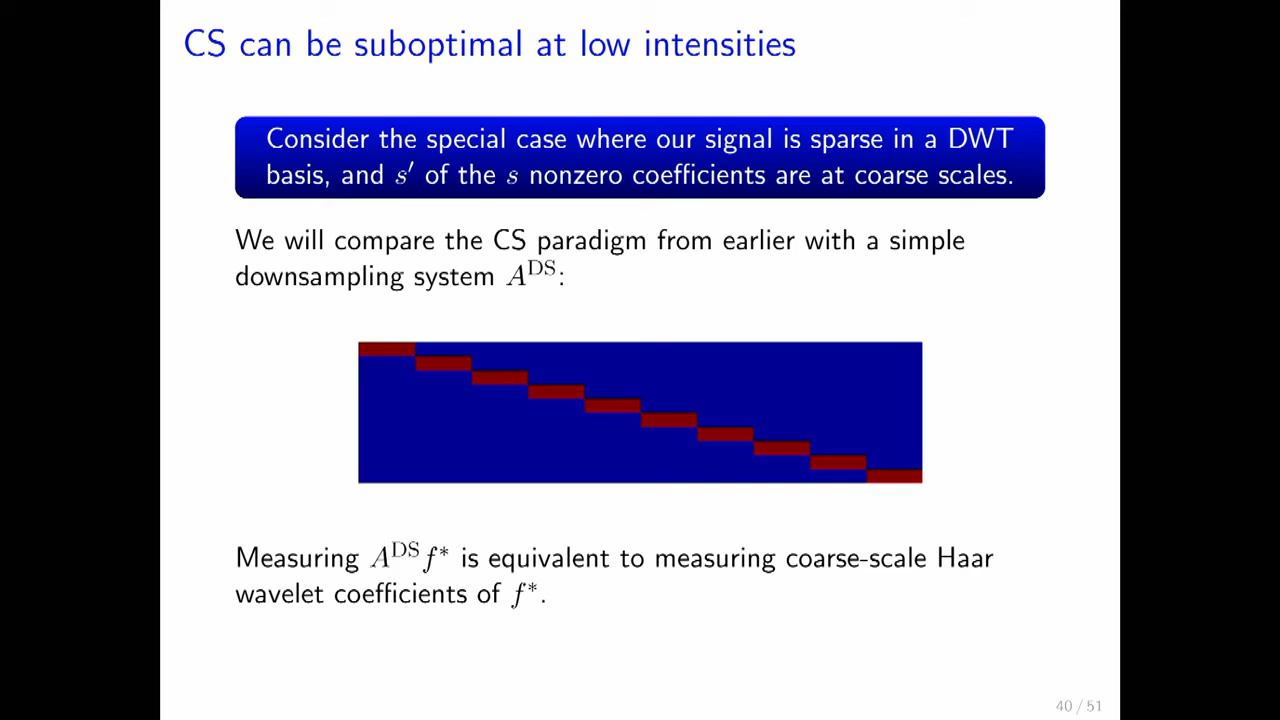 CS can be suboptimal at low intensities
Consider the special case where our signal is sparse in a DWT
basis, and s′ of the s nonzero coefficients are at coarse scales.
We will compare the CS paradigm from earlier with a simple
downsampling system A^DS:
Measuring A^DS f* is equivalent to measuring coarse-scale Haar
wavelet coefficients of f*.
40 / 51